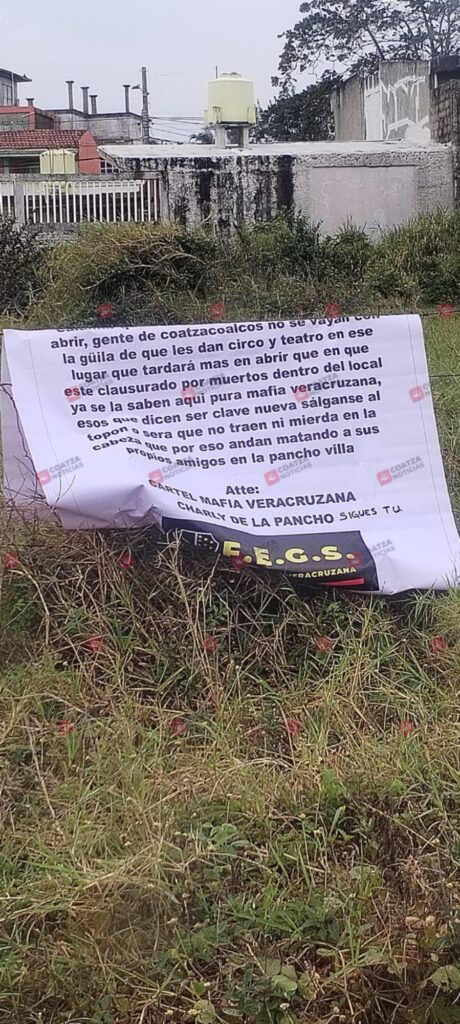 abrir, gente de coatzacoalcos no se vayan con
la güila de que les dan circo y teatro en ese
lugar que tardará mas en abrir que en que
este clausurado por muertos dentro del local
ya se la saben aquí pura mafia veracruzana,
esos que dicen ser clave nueva sálganse al
topon o sera que no traen ni mierda en la
cabeza que por eso andan matando a sus
propios amigos en la pancho villa
Atte:
CARTEL MAFIA VERACRUZANA
CHARLY DE LA PANCHO SIGUES TU
F.E.G.S.
VERACRUZANA
COATZA
NOTICIAS